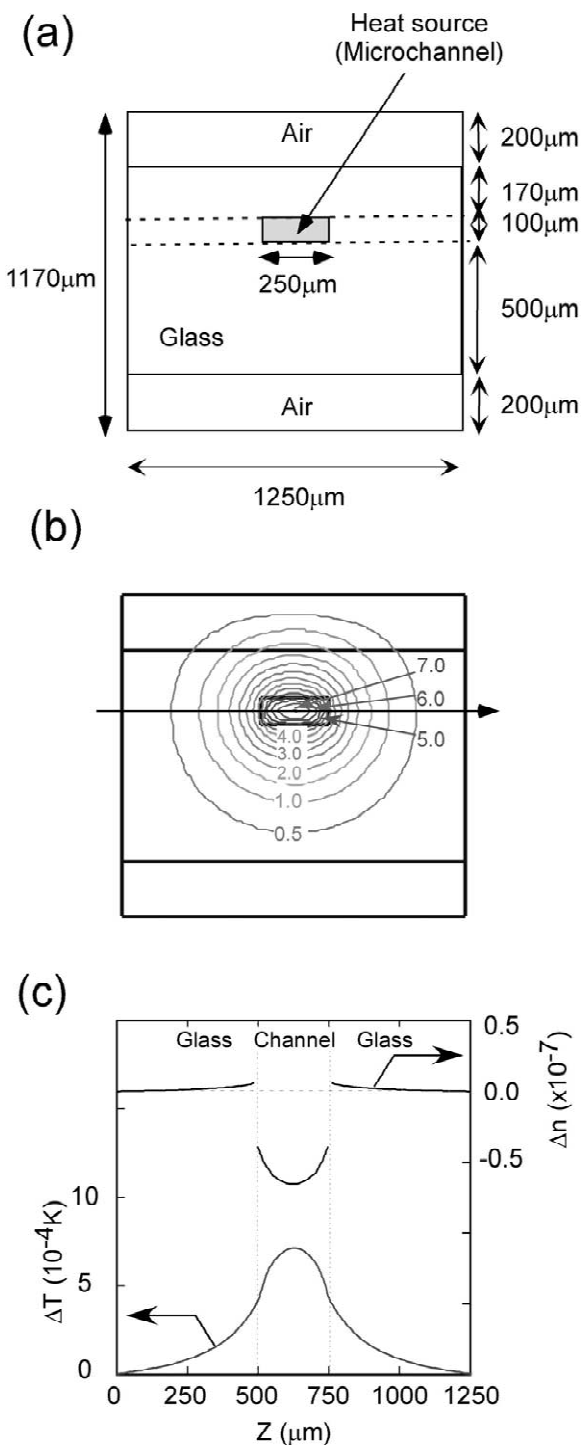 (a)
Heat source
(Microchannel)
Air
200μm
170μm
100μm
1170μm
250μm
500μm
Glass
Air
200μm
1250μm
(b)
7.0
6.0
5.0
4.0
3.0
2.0
1.0
0.5
(c)
Glass Channel Glass
0.5
0.0
-0.5
Δn (x10⁻⁷)
10
5
0
ΔT (10⁻⁴K)
0 250 500 750 1000 1250
Z (μm)